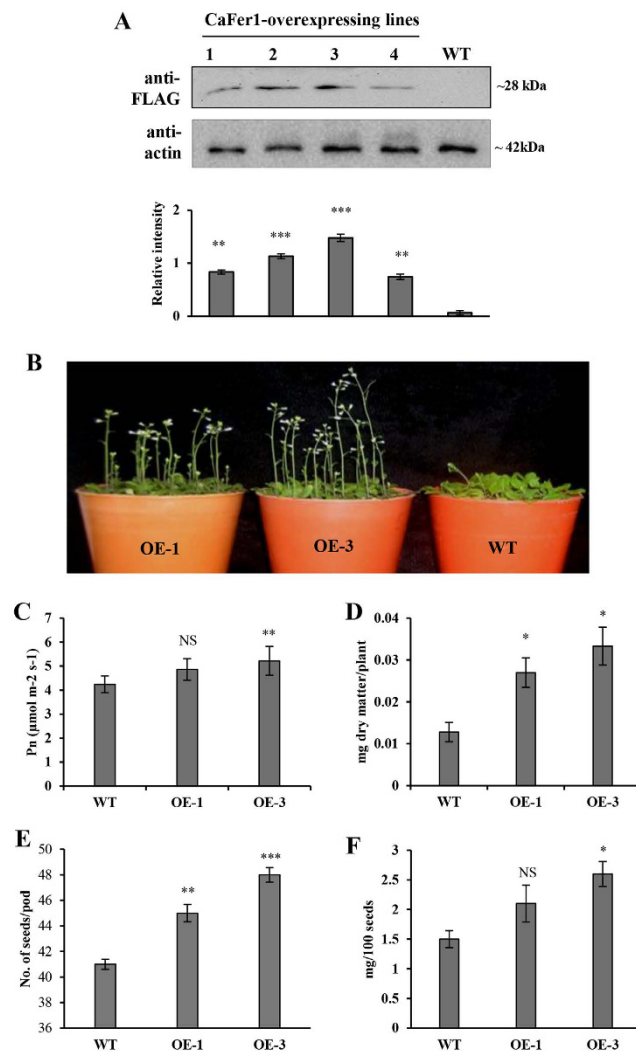 A
CaFer1-overexpressing lines
1 2 3 4 WT
anti-
FLAG
~28 kDa
anti-
actin
~ 42kDa
Relative intensity
2
1
0
**
***
***
**
B
OE-1
OE-3
WT
C
Pn (µmol m-2 s-1)
7
6
5
4
3
2
1
0
NS
**
WT OE-1 OE-3
D
mg dry matter/plant
0.04
0.03
0.02
0.01
0
*
*
WT OE-1 OE-3
E
No. of seeds/pod
50
48
46
44
42
40
38
36
**
***
WT OE-1 OE-3
F
mg/100 seeds
3
2.5
2
1.5
1
0.5
0
NS
*
WT OE-1 OE-3